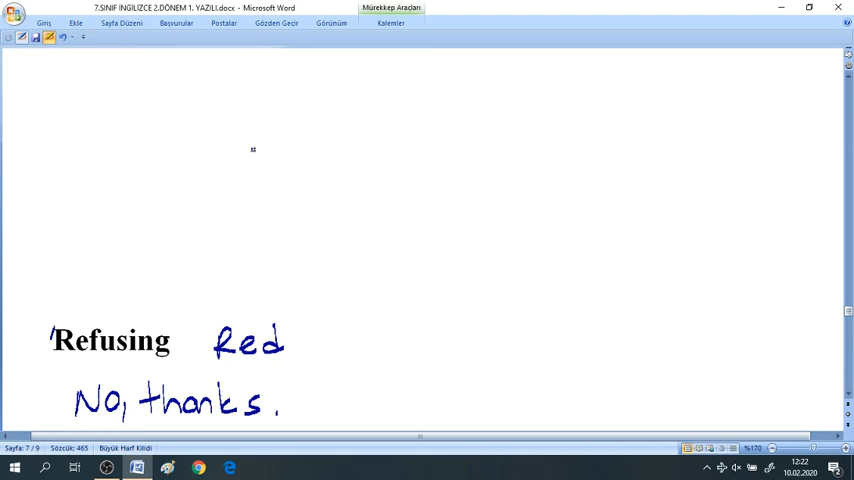 7.SINIF İNGİLİZCE 2.DÖNEM 1. YAZILI.docx - Microsoft Word
Mürekkep Araçları
Giriş Ekle Sayfa Düzeni Başvurular Postalar Gözden Geçir Görünüm Kalemler
Refusing Red
No, thanks.
Sayfa: 7 / 9 Sözcük: 465 Büyük Harf Kilidi %170
12:22
10.02.2020
2